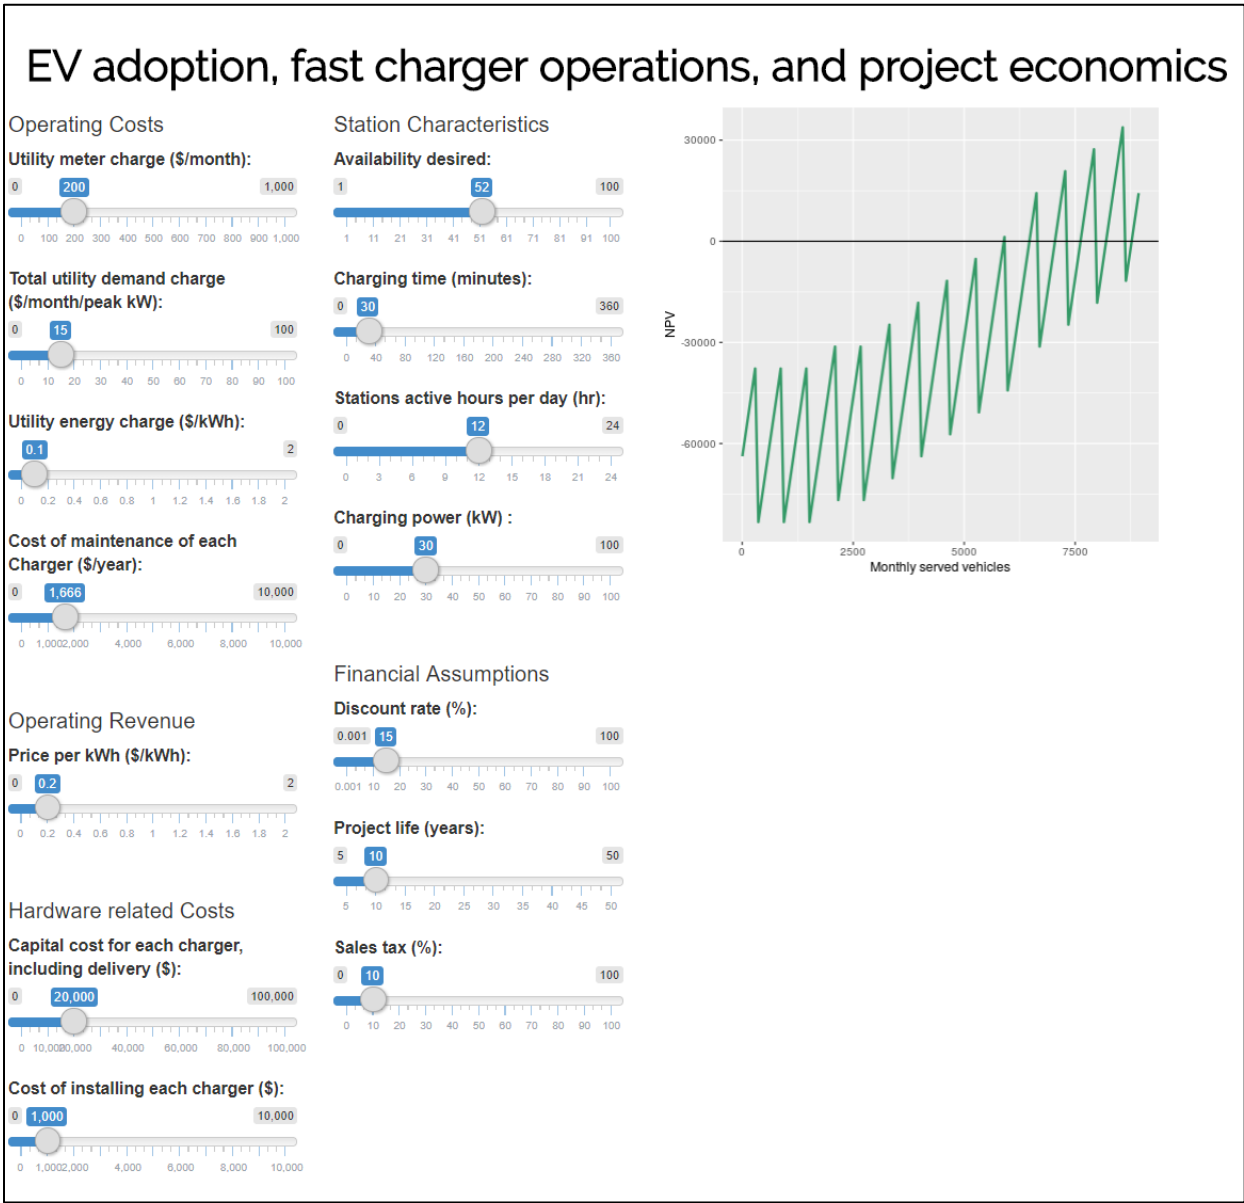 EV adoption, fast charger operations, and project economics
Operating Costs
Utility meter charge ($/month):
0 200 1,000
0 100 200 300 400 500 600 700 800 900 1,000
Total utility demand charge
($/month/peak kW):
0 15 100
0 10 20 30 40 50 60 70 80 90 100
Utility energy charge ($/kWh):
0.1 2
0 0.2 0.4 0.6 0.8 1 1.2 1.4 1.6 1.8 2
Cost of maintenance of each
Charger ($/year):
0 1,666 10,000
0 1,000 2,000 4,000 6,000 8,000 10,000
Operating Revenue
Price per kWh ($/kWh):
0 0.2 2
0 0.2 0.4 0.6 0.8 1 1.2 1.4 1.6 1.8 2
Hardware related Costs
Capital cost for each charger,
including delivery ($):
0 20,000 100,000
0 10,000 20,000 40,000 60,000 80,000 100,000
Cost of installing each charger ($):
0 1,000 10,000
0 1,000 2,000 4,000 6,000 8,000 10,000
Station Characteristics
Availability desired:
1 52 100
1 11 21 31 41 51 61 71 81 91 100
Charging time (minutes):
0 30 360
0 40 80 120 160 200 240 280 320 360
Stations active hours per day (hr):
0 12 24
0 3 6 9 12 15 18 21 24
Charging power (kW) :
0 30 100
0 10 20 30 40 50 60 70 80 90 100
Financial Assumptions
Discount rate (%):
0.001 15 100
0.001 10 20 30 40 50 60 70 80 90 100
Project life (years):
5 10 50
5 10 15 20 25 30 35 40 45 50
Sales tax (%):
0 10 100
0 10 20 30 40 50 60 70 80 90 100
30000
0
-30000
-60000
NPV
0 2500 5000 7500
Monthly served vehicles